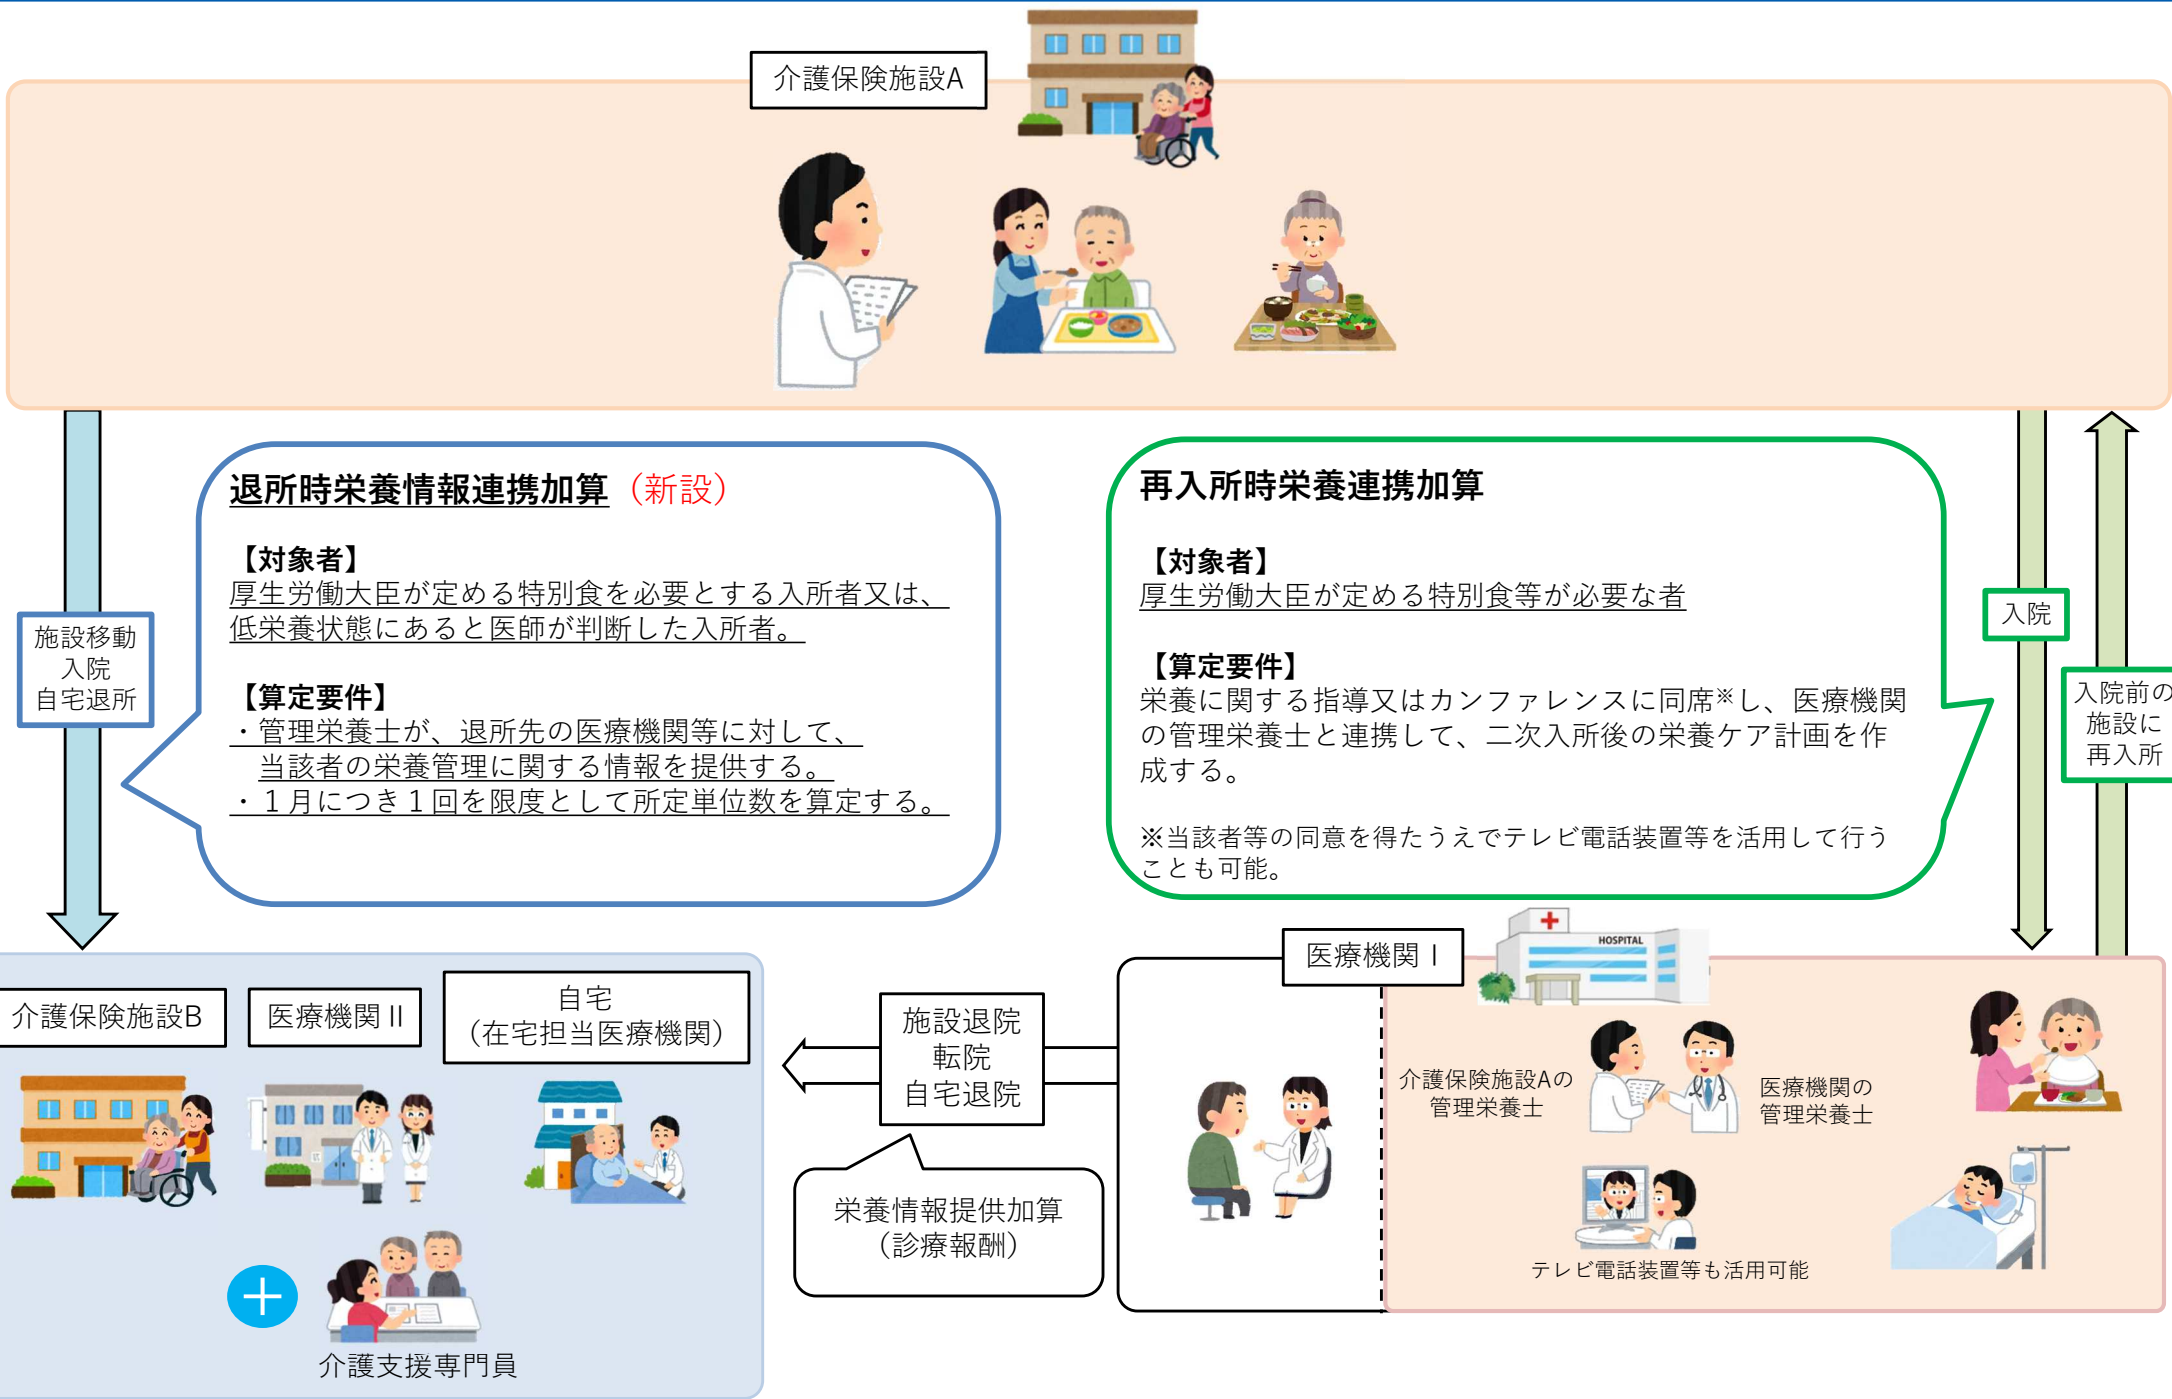 介護保険施設A
退所時栄養情報連携加算（新設）
【対象者】
厚生労働大臣が定める特別食を必要とする入所者又は、
低栄養状態にあると医師が判断した入所者。
【算定要件】
・管理栄養士が、退所先の医療機関等に対して、
当該者の栄養管理に関する情報を提供する。
・１月につき１回を限度として所定単位数を算定する。
施設移動
入院
自宅退所
再入所時栄養連携加算
【対象者】
厚生労働大臣が定める特別食等が必要な者
【算定要件】
栄養に関する指導又はカンファレンスに同席※し、医療機関
の管理栄養士と連携して、二次入所後の栄養ケア計画を作
成する。
※当該者等の同意を得たうえでテレビ電話装置等を活用して行う
ことも可能。
入院
入院前の
施設に
再入所
介護保険施設B
医療機関Ⅱ
自宅
（在宅担当医療機関）
介護支援専門員
施設退院
転院
自宅退院
栄養情報提供加算
（診療報酬）
医療機関Ⅰ
HOSPITAL
介護保険施設Aの
管理栄養士
医療機関の
管理栄養士
テレビ電話装置等も活用可能